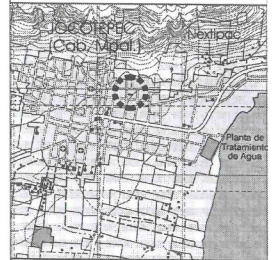 JOCOTEPEC
[Cab. Mpal.]
Nextipac
Planta de
Tratamiento
de Agua